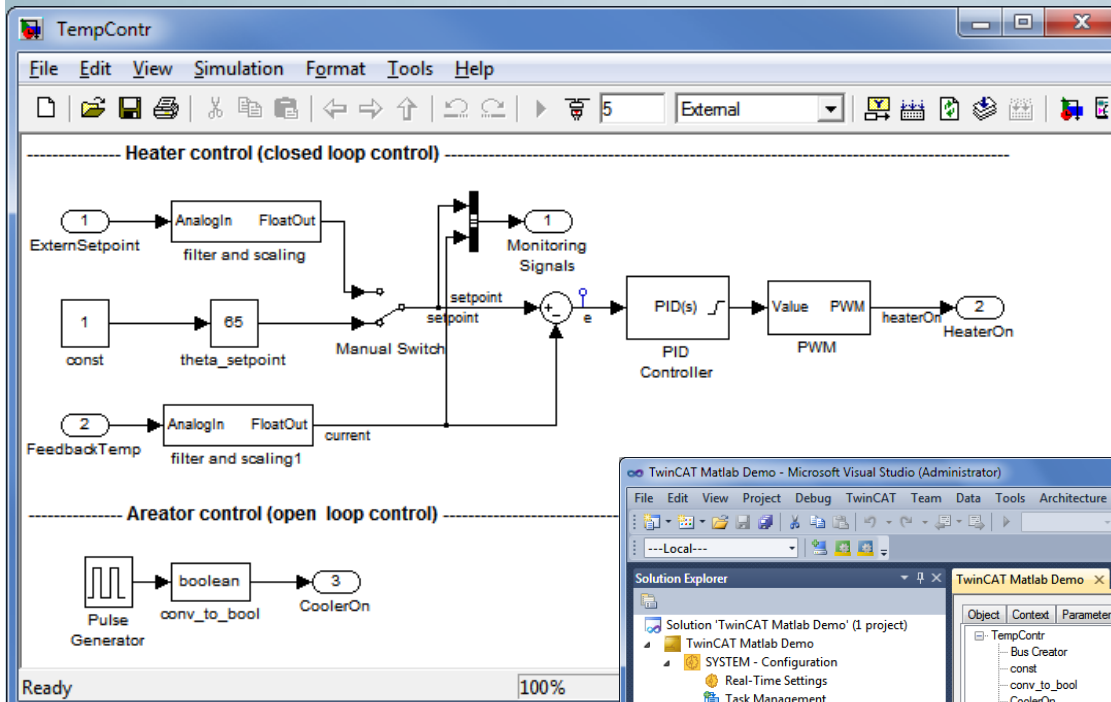 TempContr
File Edit View Simulation Format Tools Help
5 External
--------------- Heater control (closed loop control) ---------------
1
ExternSetpoint
AnalogIn FloatOut
filter and scaling
1
Monitoring
Signals
1
const
65
theta_setpoint
Manual Switch
setpoint
setpoint
+
-
e
PID(s)
PID
Controller
Value PWM
PWM
heaterOn
2
HeaterOn
2
FeedbackTemp
AnalogIn FloatOut
filter and scaling1
current
--------------- Areator control (open loop control) ---------------
Pulse
Generator
boolean
conv_to_bool
3
CoolerOn
Ready 100%
TwinCAT Matlab Demo - Microsoft Visual Studio (Administrator)
File Edit View Project Debug TwinCAT Team Data Tools Architecture
---Local---
Solution Explorer
Solution 'TwinCAT Matlab Demo' (1 project)
TwinCAT Matlab Demo
SYSTEM - Configuration
Real-Time Settings
Task Management
TwinCAT Matlab Demo
Object Context Parameter
TempContr
Bus Creator
const
conv_to_bool
CoolerOn